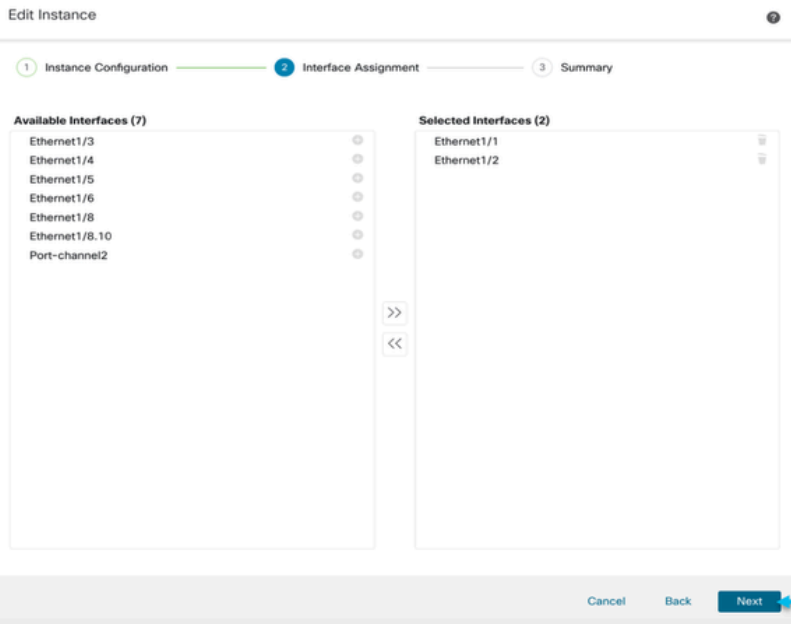 Edit Instance
?
1 Instance Configuration 2 Interface Assignment 3 Summary
Available Interfaces (7)
Ethernet1/3
Ethernet1/4
Ethernet1/5
Ethernet1/6
Ethernet1/8
Ethernet1/8.10
Port-channel2
>>
<<
Selected Interfaces (2)
Ethernet1/1
Ethernet1/2
Cancel Back Next